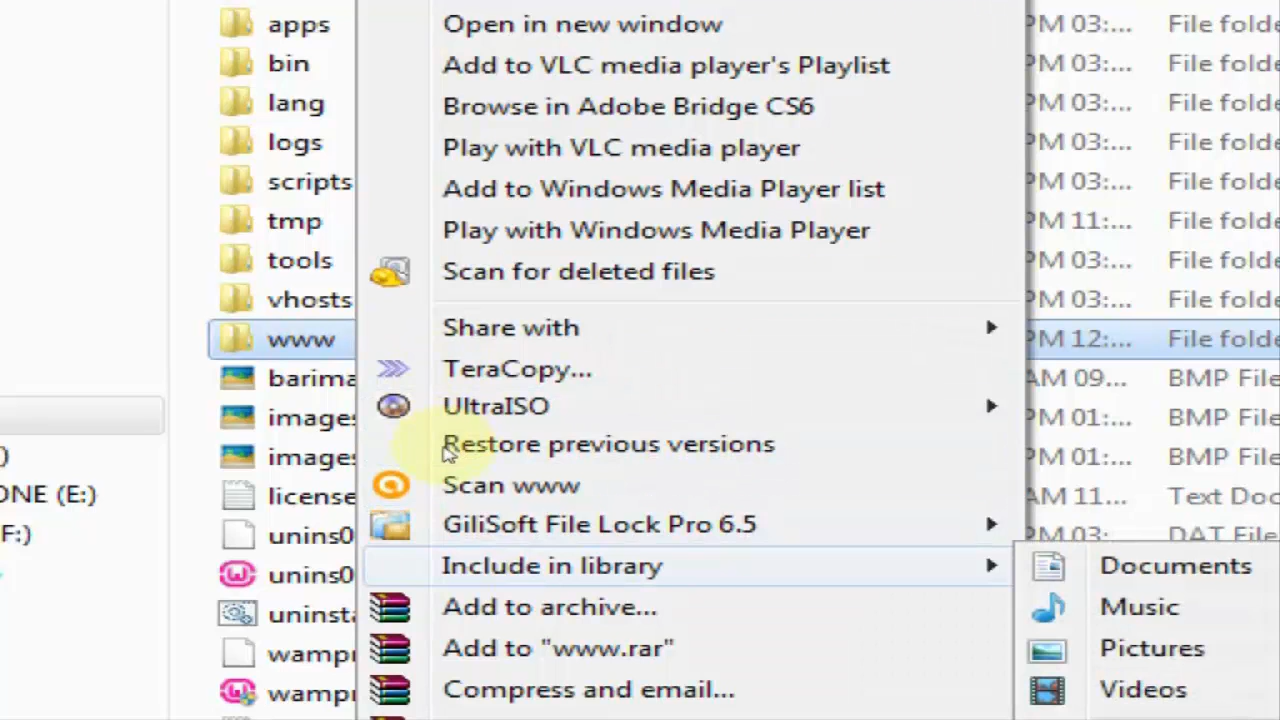 apps
bin
lang
logs
scripts
tmp
tools
vhosts
www
barima
images
images
license
unins0
unins0
uninsta
wampr
)
ONE (E:)
F:)
Open in new window
Add to VLC media player's Playlist
Browse in Adobe Bridge CS6
Play with VLC media player
Add to Windows Media Player list
Play with Windows Media Player
Scan for deleted files
Share with
TeraCopy...
UltraISO
Restore previous versions
Scan www
GiliSoft File Lock Pro 6.5
Include in library
Add to archive...
Add to "www.rar"
Compress and email...
Documents
Music
Pictures
Videos
PM 03:... File folde
PM 03:... File folde
PM 03:... File folde
PM 03:... File folde
PM 03:... File folde
PM 11:... File folde
PM 03:... File folde
PM 03:... File folde
PM 12:... File folde
AM 09... BMP File
PM 01:... BMP File
PM 01:... BMP File
AM 11... Text Doc
PM 03:... DAT File